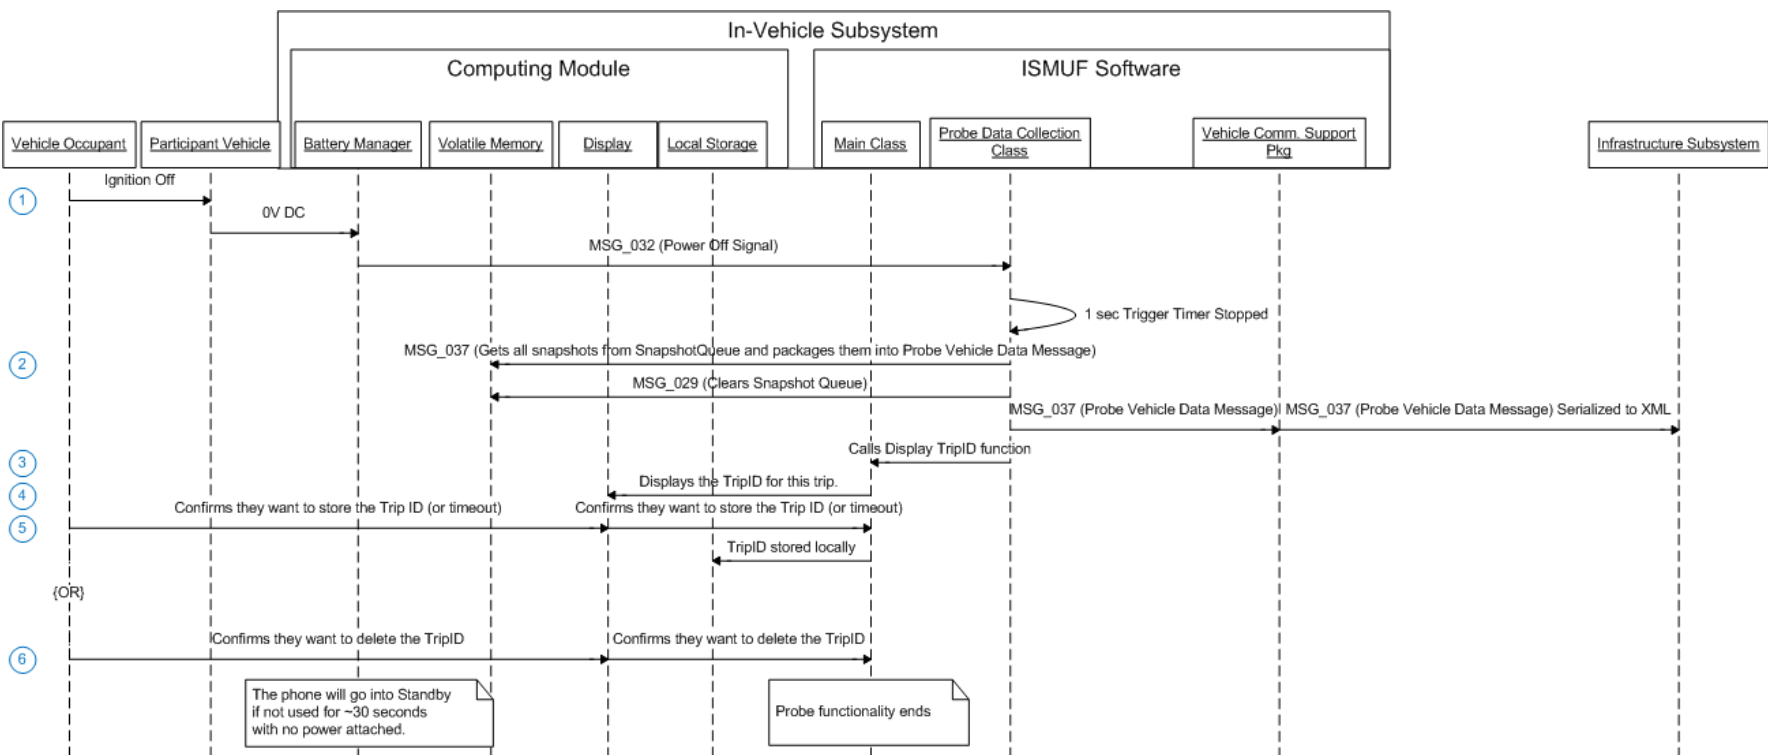 In-Vehicle Subsystem
Computing Module
ISMUF Software
Vehicle Occupant
Participant Vehicle
Battery Manager
Volatile Memory
Display
Local Storage
Main Class
Probe Data Collection
Class
Vehicle Comm. Support
Pkg
Infrastructure Subsystem
1
Ignition Off
0V DC
MSG_032 (Power Off Signal)
1 sec Trigger Timer Stopped
2
MSG_037 (Gets all snapshots from SnapshotQueue and packages them into Probe Vehicle Data Message)
MSG_029 (Clears Snapshot Queue)
MSG_037 (Probe Vehicle Data Message)
MSG_037 (Probe Vehicle Data Message) Serialized to XML
3
Calls Display TripID function
4
Displays the TripID for this trip.
5
Confirms they want to store the Trip ID (or timeout)
Confirms they want to store the Trip ID (or timeout)
TripID stored locally
{OR}
6
Confirms they want to delete the TripID
Confirms they want to delete the TripID
The phone will go into Standby
if not used for ~30 seconds
with no power attached.
Probe functionality ends